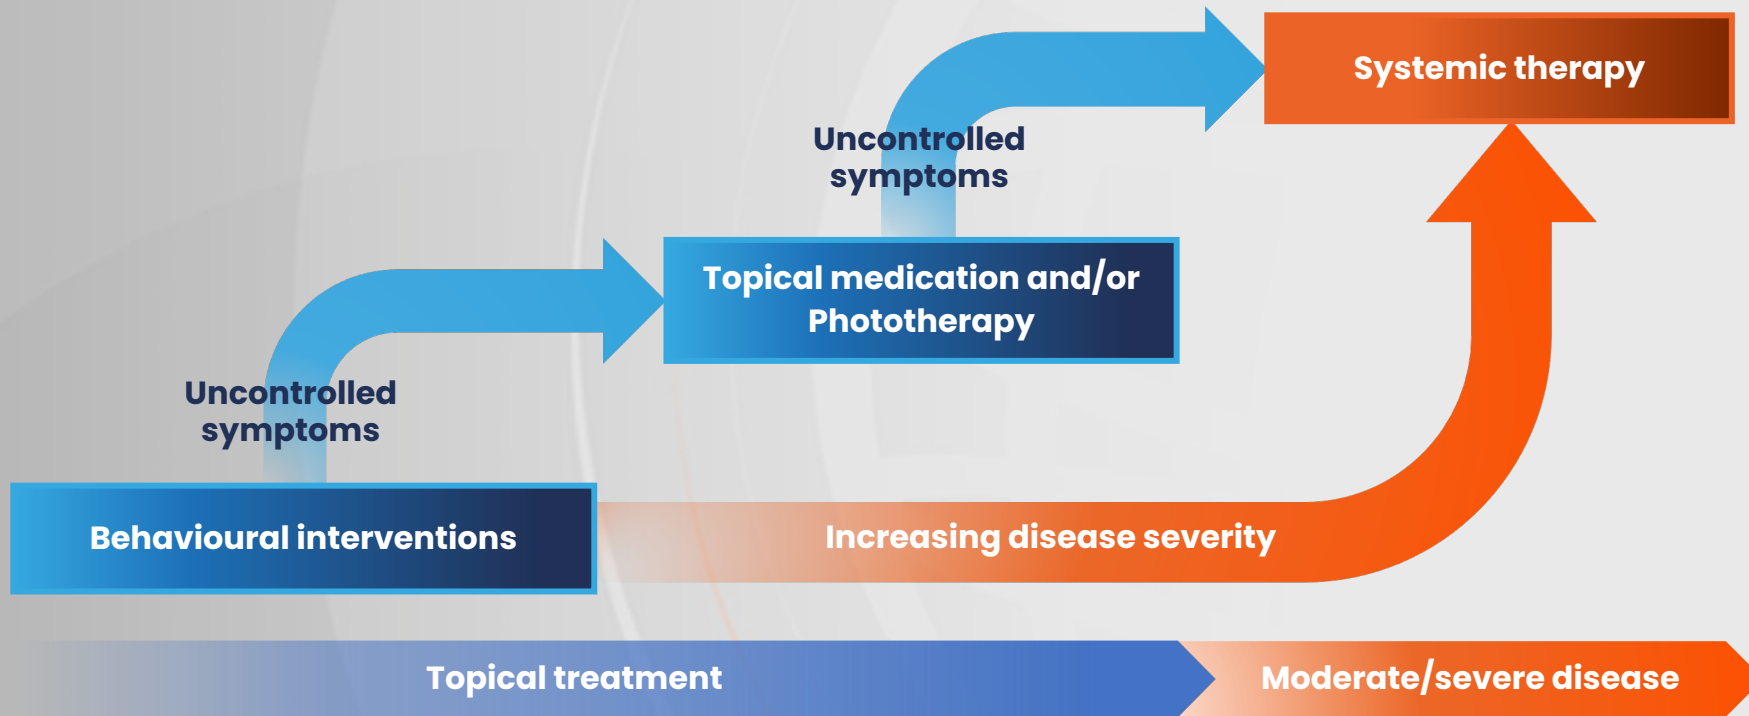 Systemic therapy
Uncontrolled
symptoms
Topical medication and/or
Phototherapy
Uncontrolled
symptoms
Behavioural interventions
Increasing disease severity
Topical treatment
Moderate/severe disease